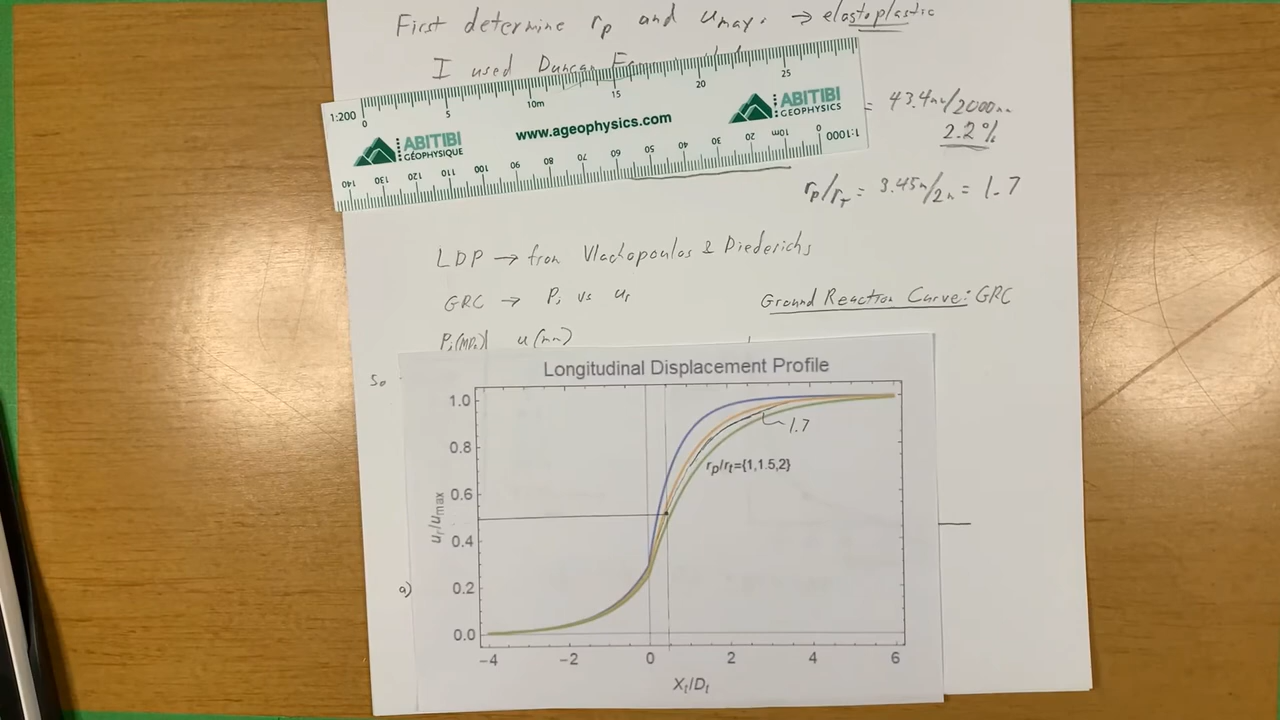 First determine rp and umax. → elastoplastic
I used Duncan
1:200 0 5 10m 15 20 25
ABITIBI GÉOPHYSIQUE
www.ageophysics.com
ABITIBI GEOPHYSICS
140 130 120 110 100 90 80 70 60 50 40 30 20 10m 0 1:1000
= 43.4mm/2000mm
2.2%
rp/rT = 3.45m/2m = 1.7
LDP → from Vlachopoulos & Diederichs
GRC → Pi vs ur
Ground Reaction Curve: GRC
Pi(MPa) u(mm)
So
Longitudinal Displacement Profile
1.0
0.8
0.6
0.4
0.2
0.0
ur/umax
1.7
rp/rt={1,1.5,2}
a)
−4 −2 0 2 4 6
Xt/Dt